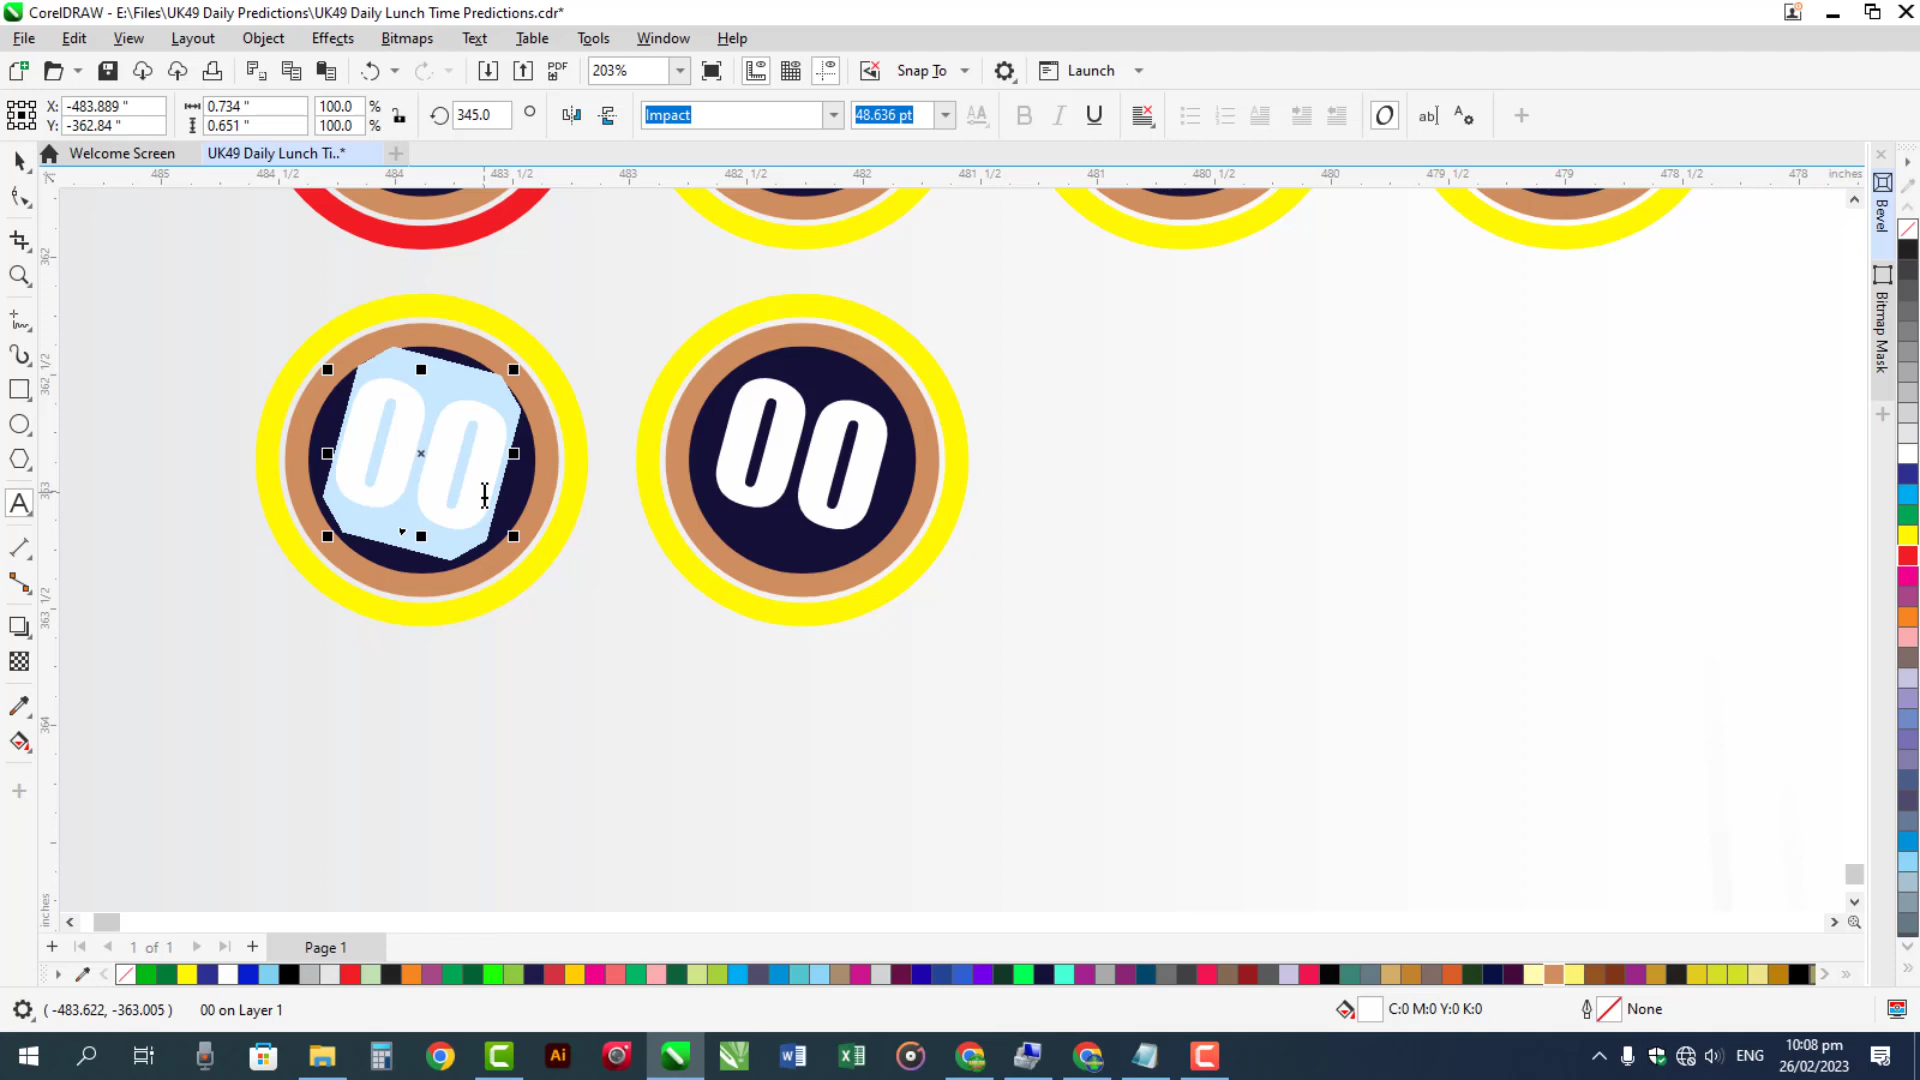 CorelDRAW - E:\Files\UK49 Daily Predictions\UK49 Daily Lunch Time Predictions.cdr*
File Edit View Layout Object Effects Bitmaps Text Table Tools Window Help
PDF 203% Snap To Launch
X: -483.889 " 0.734 " 100.0 % 345.0 ° Impact 48.636 pt
Y: -362.84 " 0.651 " 100.0 %
Welcome Screen UK49 Daily Lunch Ti..*
485 484 1/2 484 483 1/2 483 482 1/2 482 481 1/2 481 480 1/2 480 479 1/2 479 478 1/2 478 inches
362
362 1/2
363
363 1/2
364
inches
Bevel
Bitmap Mask
00 00
1 of 1 Page 1
( -483.622, -363.005 ) 00 on Layer 1 C:0 M:0 Y:0 K:0 None
ENG 10:08 pm
26/02/2023